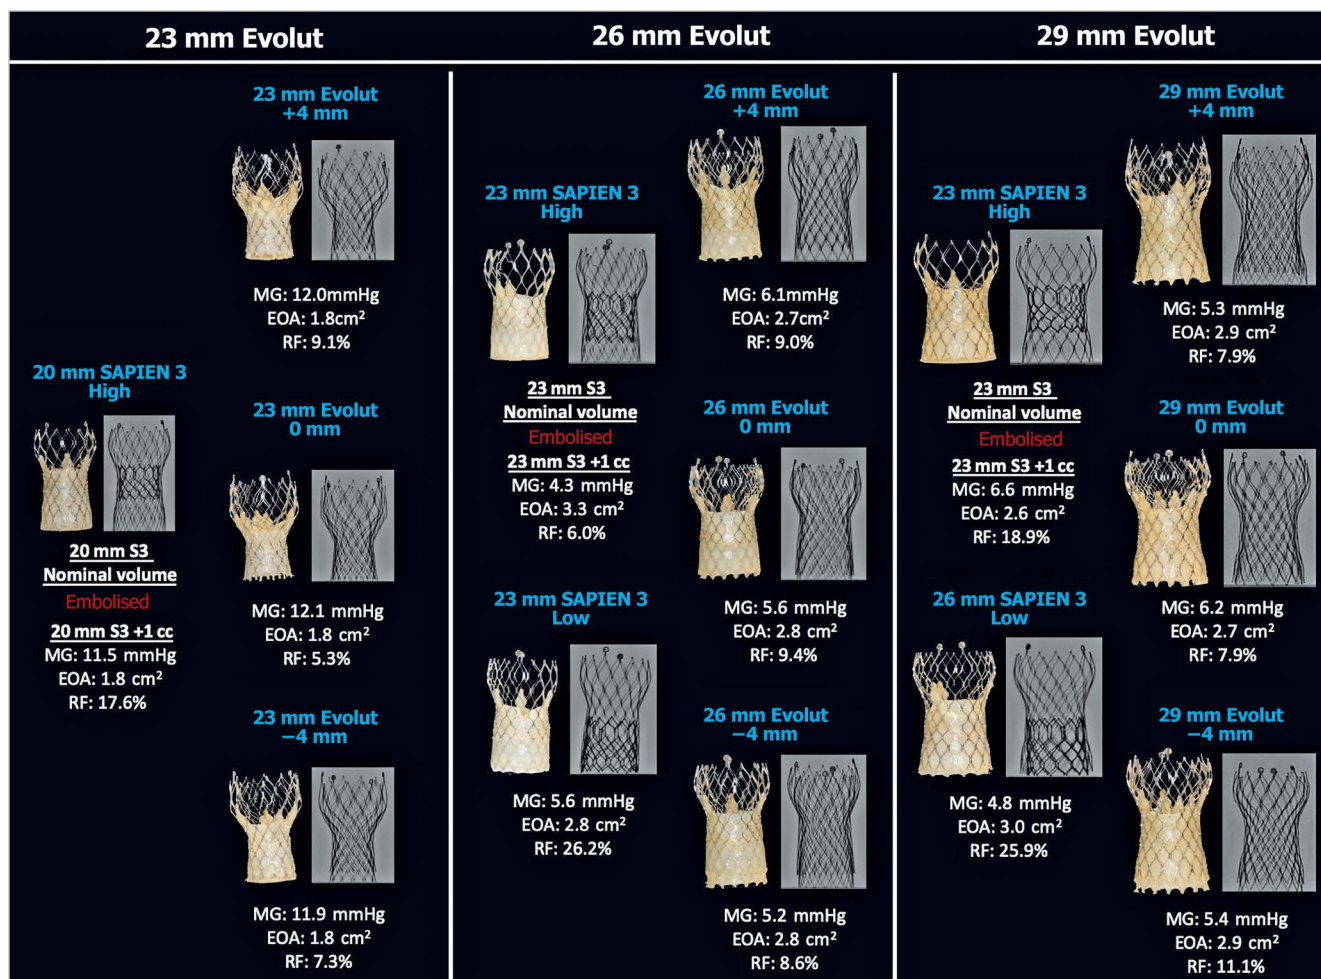 23 mm Evolut
26 mm Evolut
29 mm Evolut
23 mm Evolut
+4 mm
MG: 12.0mmHg
EOA: 1.8cm²
RF: 9.1%
20 mm SAPIEN 3
High
20 mm S3
Nominal volume
Embolised
20 mm S3 +1 cc
MG: 11.5 mmHg
EOA: 1.8 cm²
RF: 17.6%
23 mm Evolut
0 mm
MG: 12.1 mmHg
EOA: 1.8 cm²
RF: 5.3%
23 mm Evolut
−4 mm
MG: 11.9 mmHg
EOA: 1.8 cm²
RF: 7.3%
26 mm Evolut
+4 mm
MG: 6.1mmHg
EOA: 2.7cm²
RF: 9.0%
23 mm SAPIEN 3
High
23 mm S3
Nominal volume
Embolised
23 mm S3 +1 cc
MG: 4.3 mmHg
EOA: 3.3 cm²
RF: 6.0%
26 mm Evolut
0 mm
MG: 5.6 mmHg
EOA: 2.8 cm²
RF: 9.4%
23 mm SAPIEN 3
Low
MG: 5.6 mmHg
EOA: 2.8 cm²
RF: 26.2%
26 mm Evolut
−4 mm
MG: 5.2 mmHg
EOA: 2.8 cm²
RF: 8.6%
29 mm Evolut
+4 mm
MG: 5.3 mmHg
EOA: 2.9 cm²
RF: 7.9%
23 mm SAPIEN 3
High
23 mm S3
Nominal volume
Embolised
23 mm S3 +1 cc
MG: 6.6 mmHg
EOA: 2.6 cm²
RF: 18.9%
29 mm Evolut
0 mm
MG: 6.2 mmHg
EOA: 2.7 cm²
RF: 7.9%
26 mm SAPIEN 3
Low
MG: 4.8 mmHg
EOA: 3.0 cm²
RF: 25.9%
29 mm Evolut
−4 mm
MG: 5.4 mmHg
EOA: 2.9 cm²
RF: 11.1%